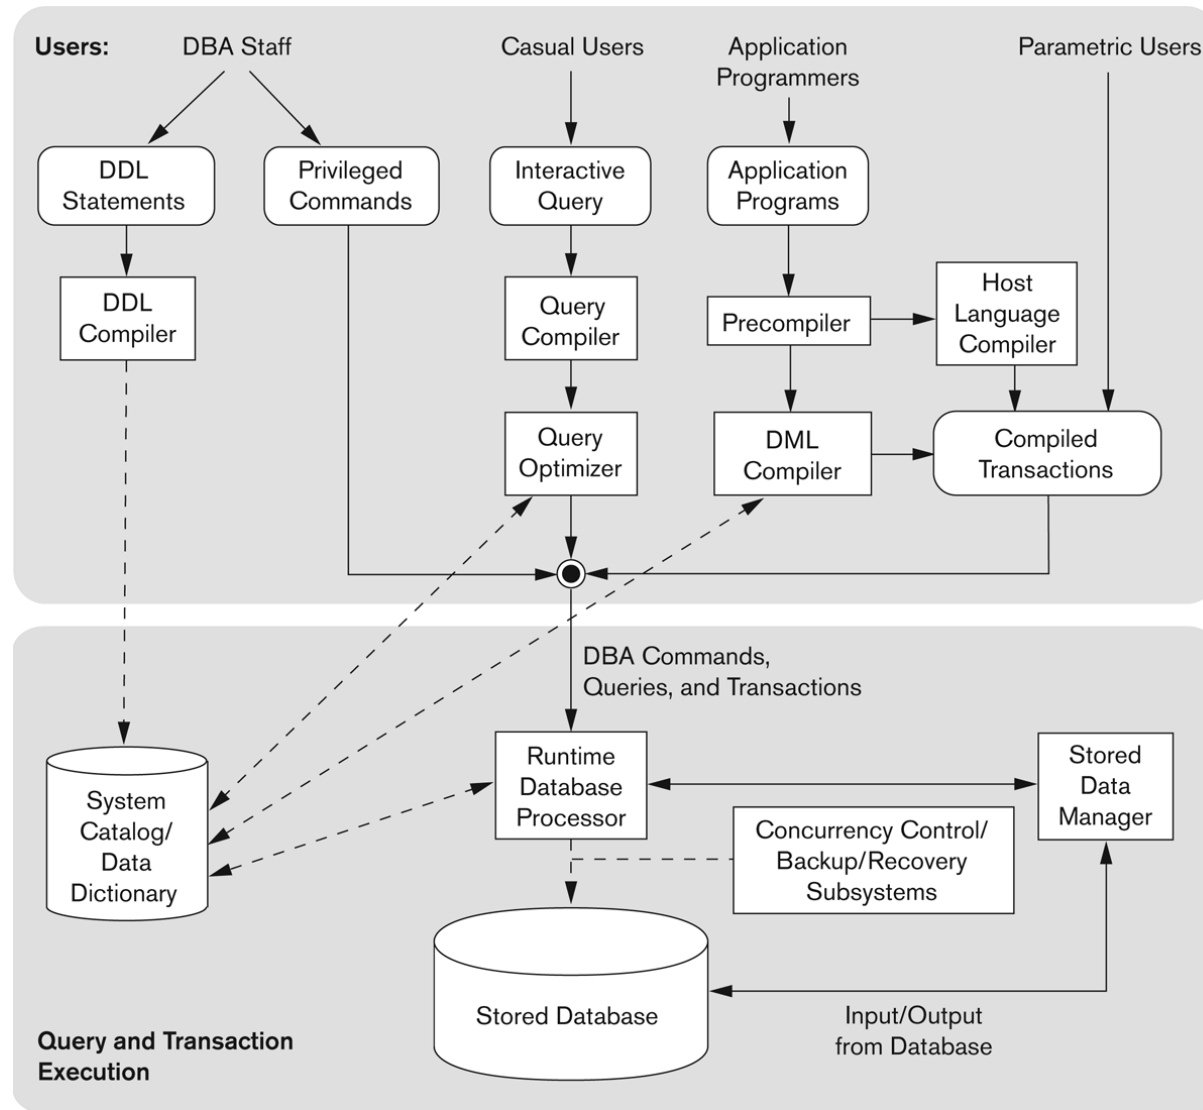 Users:
DBA Staff
Casual Users
Application
Programmers
Parametric Users
DDL
Statements
Privileged
Commands
Interactive
Query
Application
Programs
DDL
Compiler
Query
Compiler
Precompiler
Host
Language
Compiler
Query
Optimizer
DML
Compiler
Compiled
Transactions
DBA Commands,
Queries, and Transactions
System
Catalog/
Data
Dictionary
Runtime
Database
Processor
Stored
Data
Manager
Concurrency Control/
Backup/Recovery
Subsystems
Stored Database
Input/Output
from Database
Query and Transaction
Execution